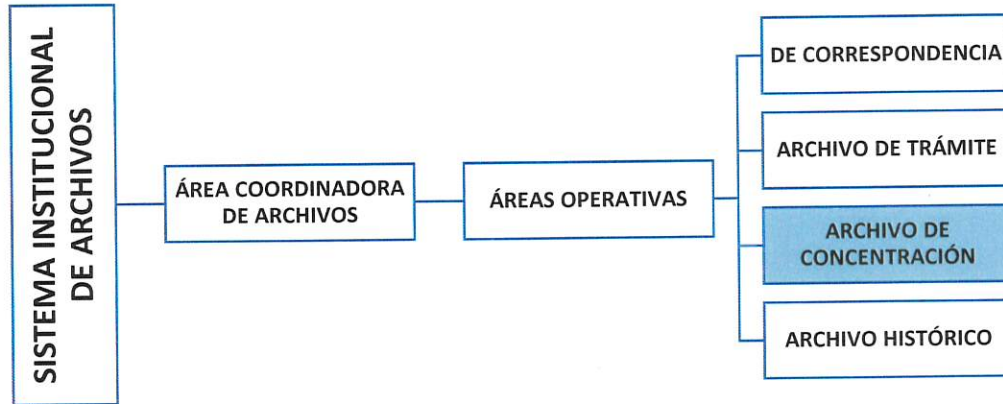 SISTEMA INSTITUCIONAL
DE ARCHIVOS
ÁREA COORDINADORA
DE ARCHIVOS
ÁREAS OPERATIVAS
DE CORRESPONDENCIA
ARCHIVO DE TRÁMITE
ARCHIVO DE
CONCENTRACIÓN
ARCHIVO HISTÓRICO